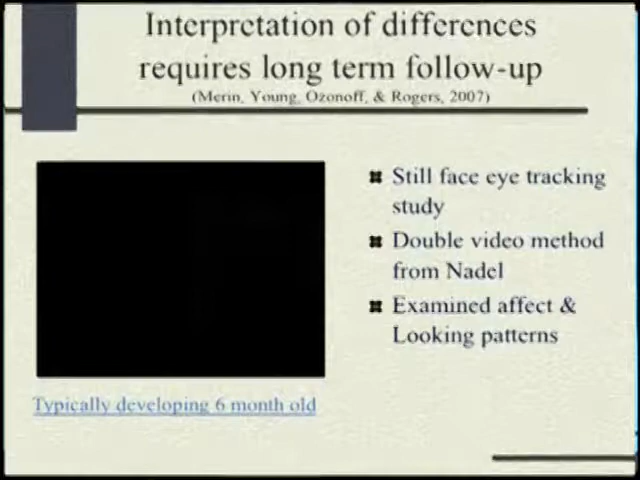 Interpretation of differences
requires long term follow-up
(Merin, Young, Ozonoff, & Rogers, 2007)
Still face eye tracking
study
Double video method
from Nadel
Examined affect &
Looking patterns
Typically developing 6 month old